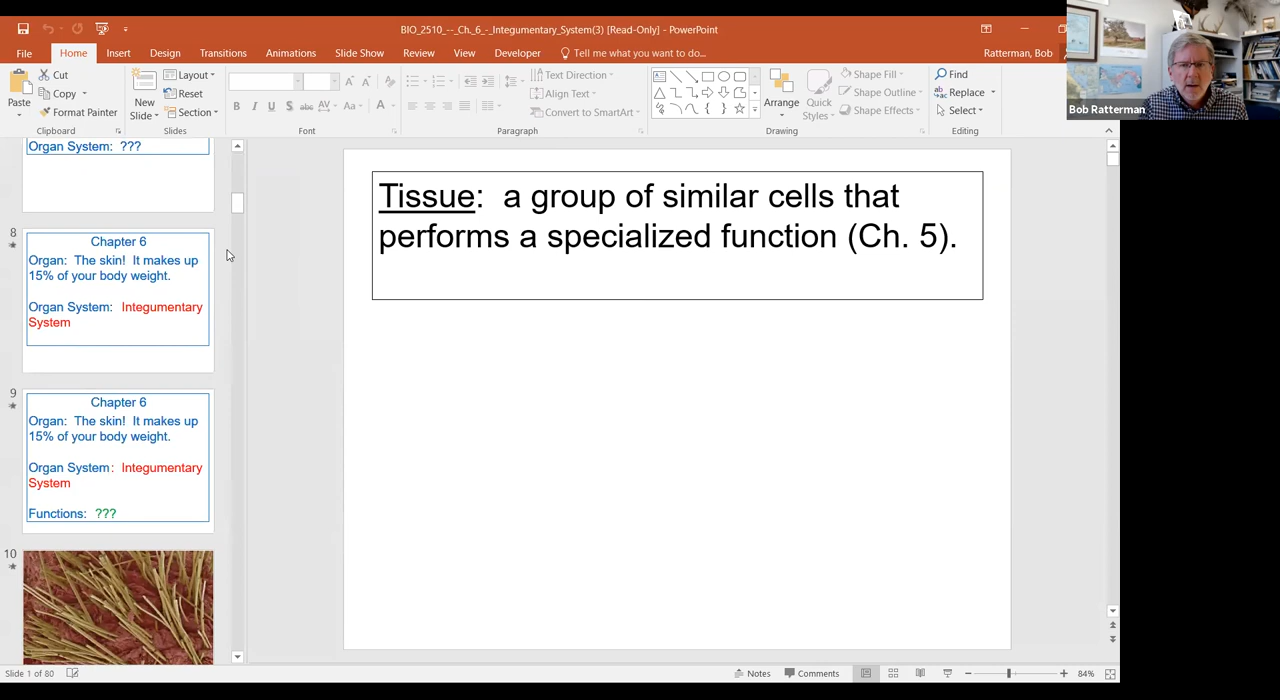 BIO_2510_--_Ch._6_-_Integumentary_System(3) [Read-Only] - PowerPoint
File Home Insert Design Transitions Animations Slide Show Review View Developer Tell me what you want to do... Ratterman, Bob
Paste
Cut
Copy
Format Painter
Clipboard
New
Slide
Layout
Reset
Section
Slides
B I U S abc AV Aa A
Font
Text Direction
Align Text
Convert to SmartArt
Paragraph
Arrange
Quick
Styles
Shape Fill
Shape Outline
Shape Effects
Drawing
Find
Replace
Select
Editing
Bob Ratterman
Organ System: ???
8
Chapter 6
Organ: The skin! It makes up
15% of your body weight.
Organ System: Integumentary
System
9
Chapter 6
Organ: The skin! It makes up
15% of your body weight.
Organ System: Integumentary
System
Functions: ???
10
Tissue: a group of similar cells that
performs a specialized function (Ch. 5).
Slide 1 of 80
Notes Comments 84%